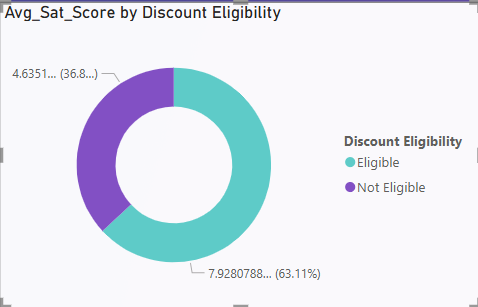 Avg_Sat_Score by Discount Eligibility
4.6351... (36.8...)
Discount Eligibility
Eligible
Not Eligible
7.9280788... (63.11%)